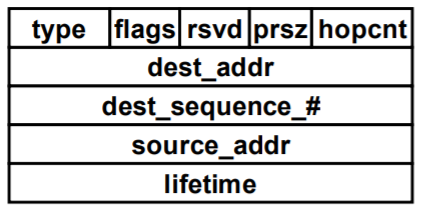 type flags rsvd prsz hopcnt
dest_addr
dest_sequence_#
source_addr
lifetime